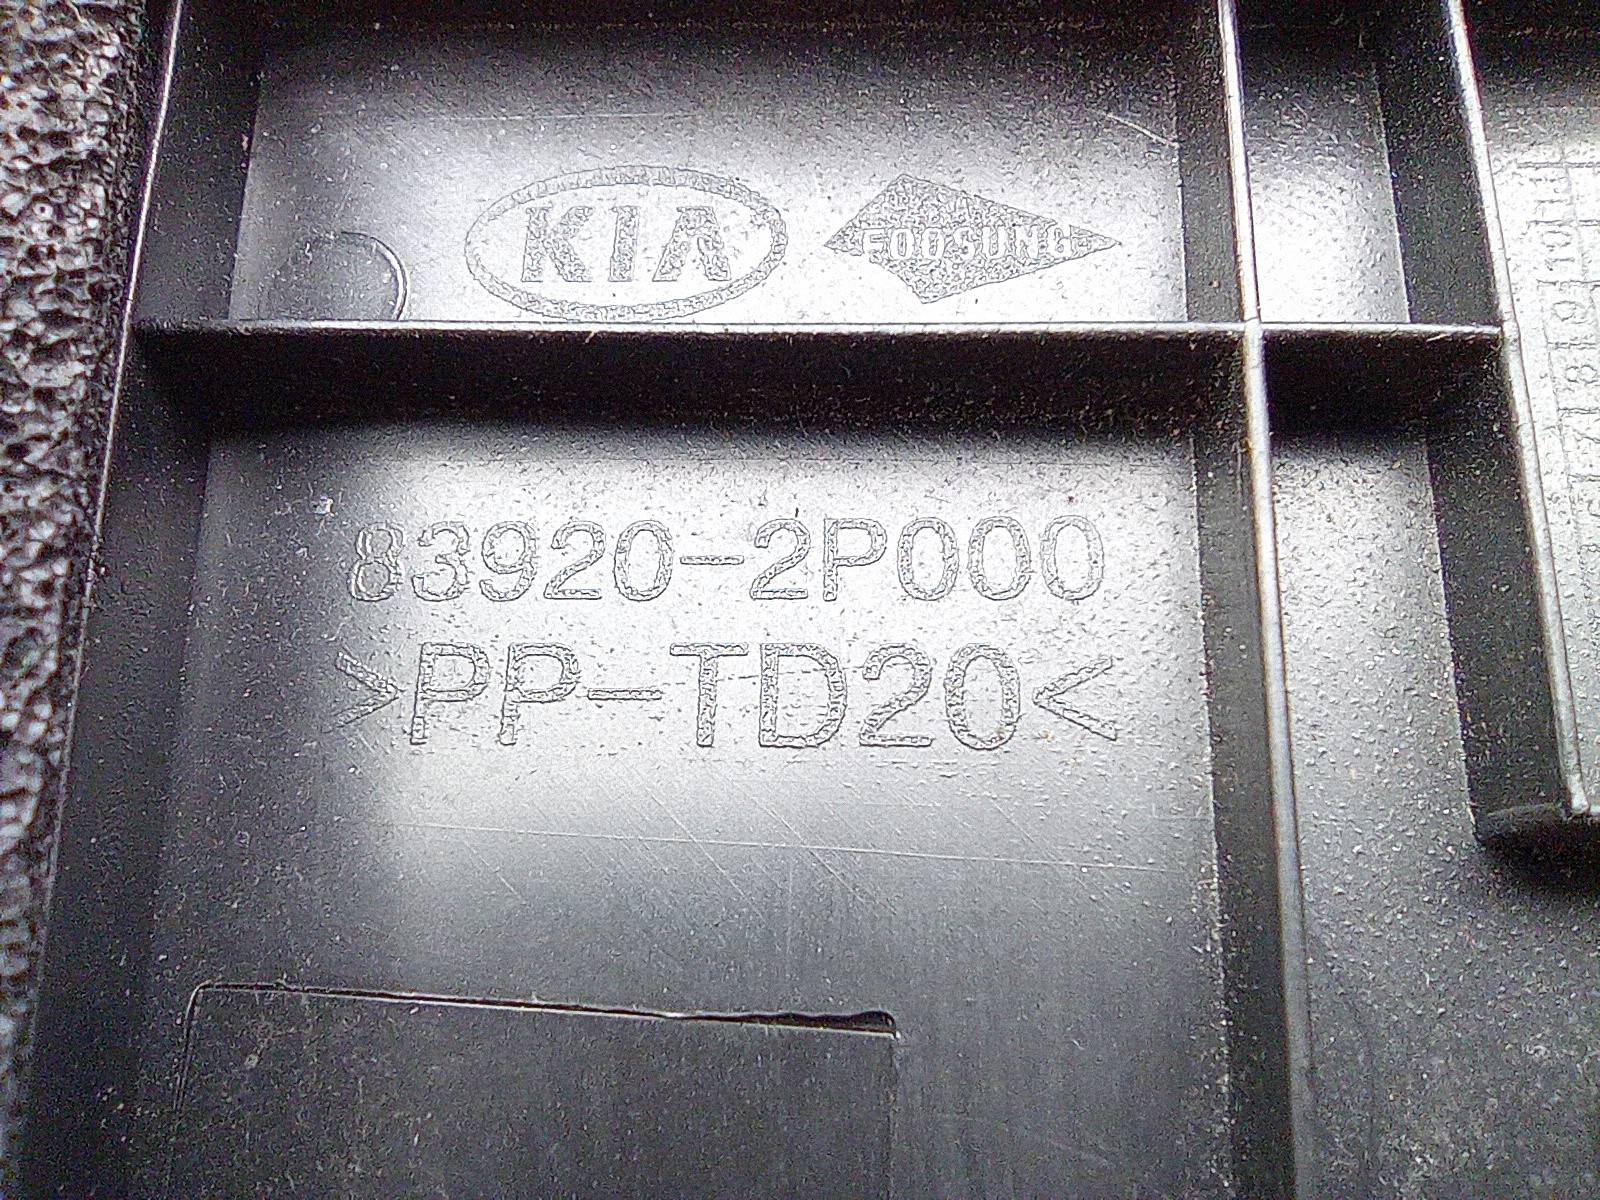 KIA FOOSUNG
83920-2P000
>PP-TD20<